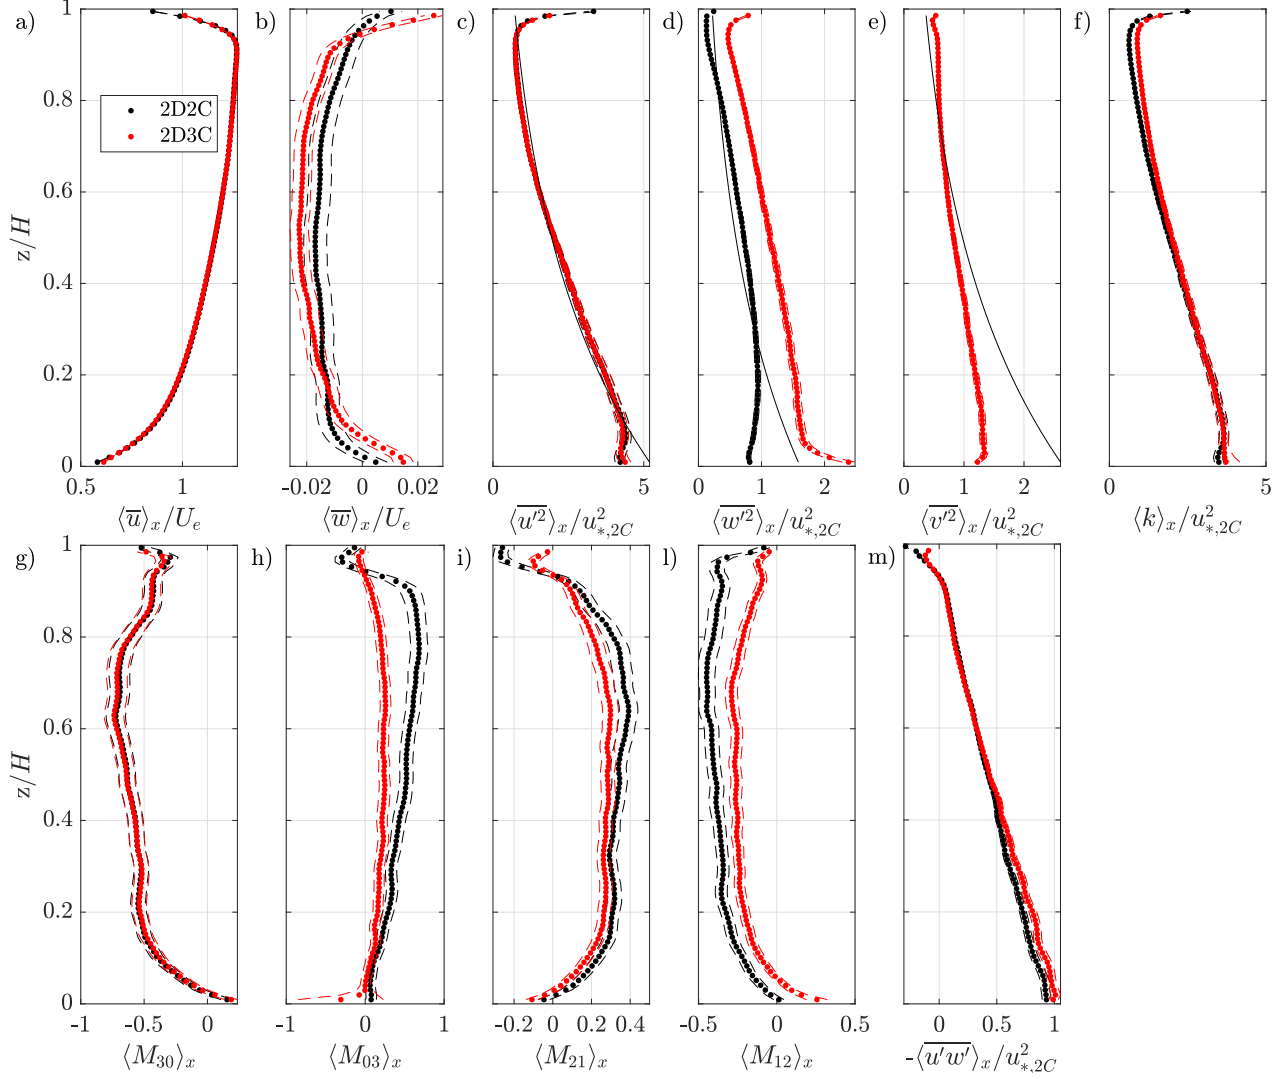 a) b) c) d) e) f)
1
0.8
0.6
0.4
0.2
0
z/H
2D2C
2D3C
0.5 1
-0.02 0 0.02
0 5
0 1 2
0 1 2
0 2 4
⟨u̅⟩ₓ/Uₑ
⟨w̅⟩ₓ/Uₑ
⟨u′²⟩ₓ/u²*,2C
⟨w′²⟩ₓ/u²*,2C
⟨v′²⟩ₓ/u²*,2C
⟨k⟩ₓ/u²*,2C
g) h) i) l) m)
1
0.8
0.6
0.4
0.2
0
z/H
-1 -0.5 0
-1 0 1
-0.2 0 0.2 0.4
-0.5 0 0.5
0 0.5 1
⟨M₃₀⟩ₓ
⟨M₀₃⟩ₓ
⟨M₂₁⟩ₓ
⟨M₁₂⟩ₓ
-⟨u′w′⟩ₓ/u²*,2C